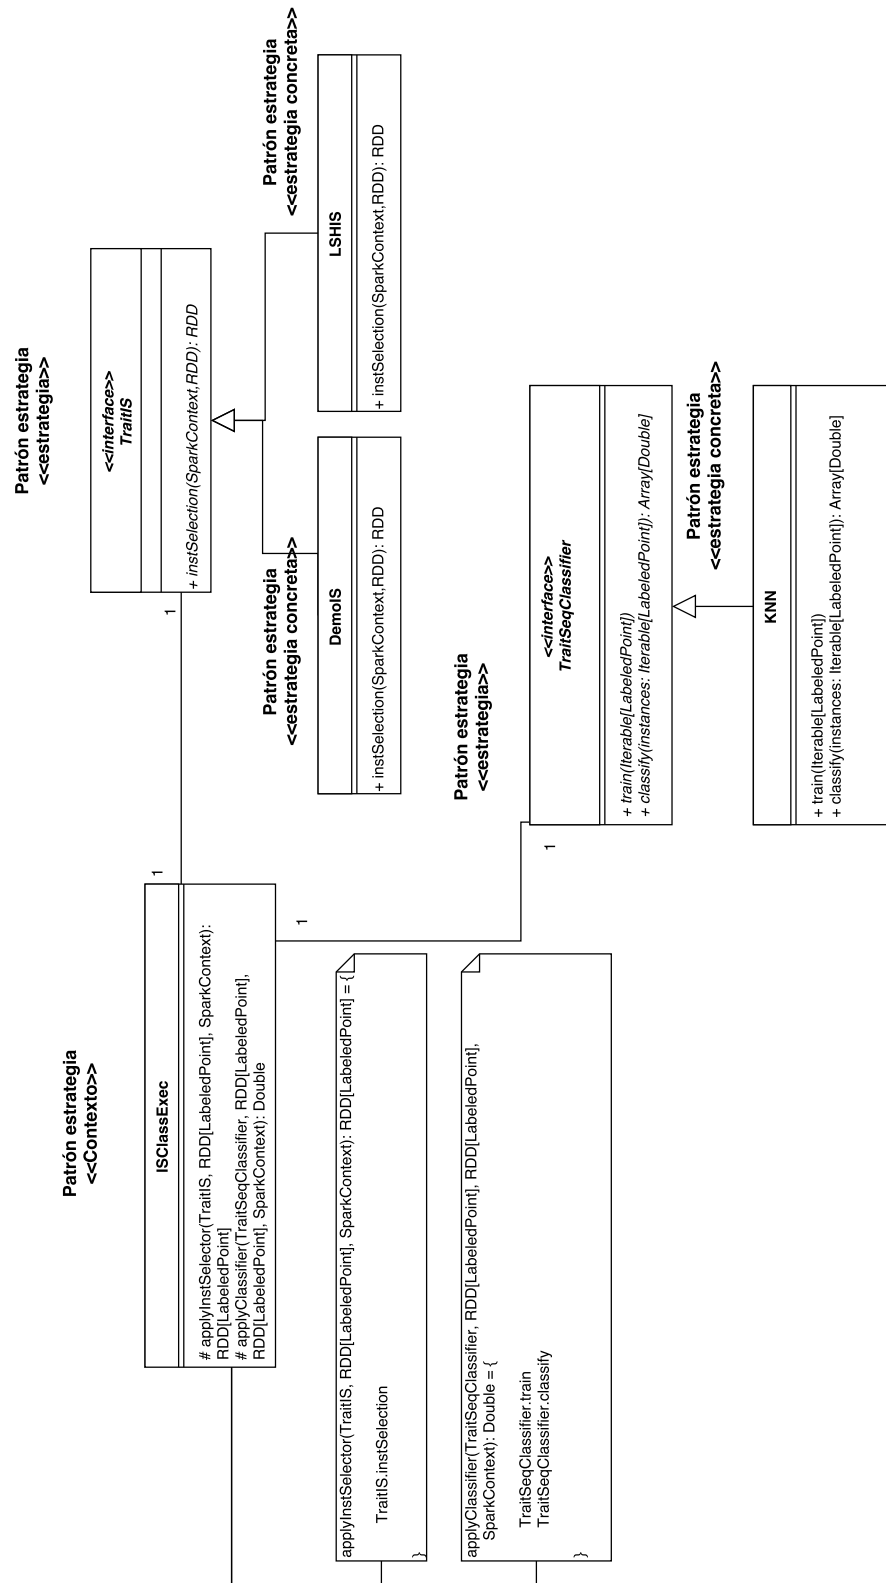 Patrón estrategia
<<Contexto>>
ISClassExec
# applyInstSelector(TraitIS, RDD[LabeledPoint], SparkContext):
RDD[LabeledPoint]
# applyClassifier(TraitSeqClassifier, RDD[LabeledPoint],
RDD[LabeledPoint], SparkContext): Double
1
1
Patrón estrategia
<<estrategia>>
<<interface>>
TraitIS
+ instSelection(SparkContext,RDD): RDD
1
1
Patrón estrategia
<<estrategia concreta>>
DemoIS
+ instSelection(SparkContext,RDD): RDD
Patrón estrategia
<<estrategia concreta>>
LSHIS
+ instSelection(SparkContext,RDD): RDD
applyInstSelector(TraitIS, RDD[LabeledPoint], SparkContext): RDD[LabeledPoint] = {
TraitIS.instSelection
}
applyClassifier(TraitSeqClassifier, RDD[LabeledPoint], RDD[LabeledPoint],
SparkContext): Double = {
TraitSeqClassifier.train
TraitSeqClassifier.classify
}
Patrón estrategia
<<estrategia>>
<<interface>>
TraitSeqClassifier
+ train(Iterable[LabeledPoint])
+ classify(instances: Iterable[LabeledPoint]): Array[Double]
Patrón estrategia
<<estrategia concreta>>
KNN
+ train(Iterable[LabeledPoint])
+ classify(instances: Iterable[LabeledPoint]): Array[Double]